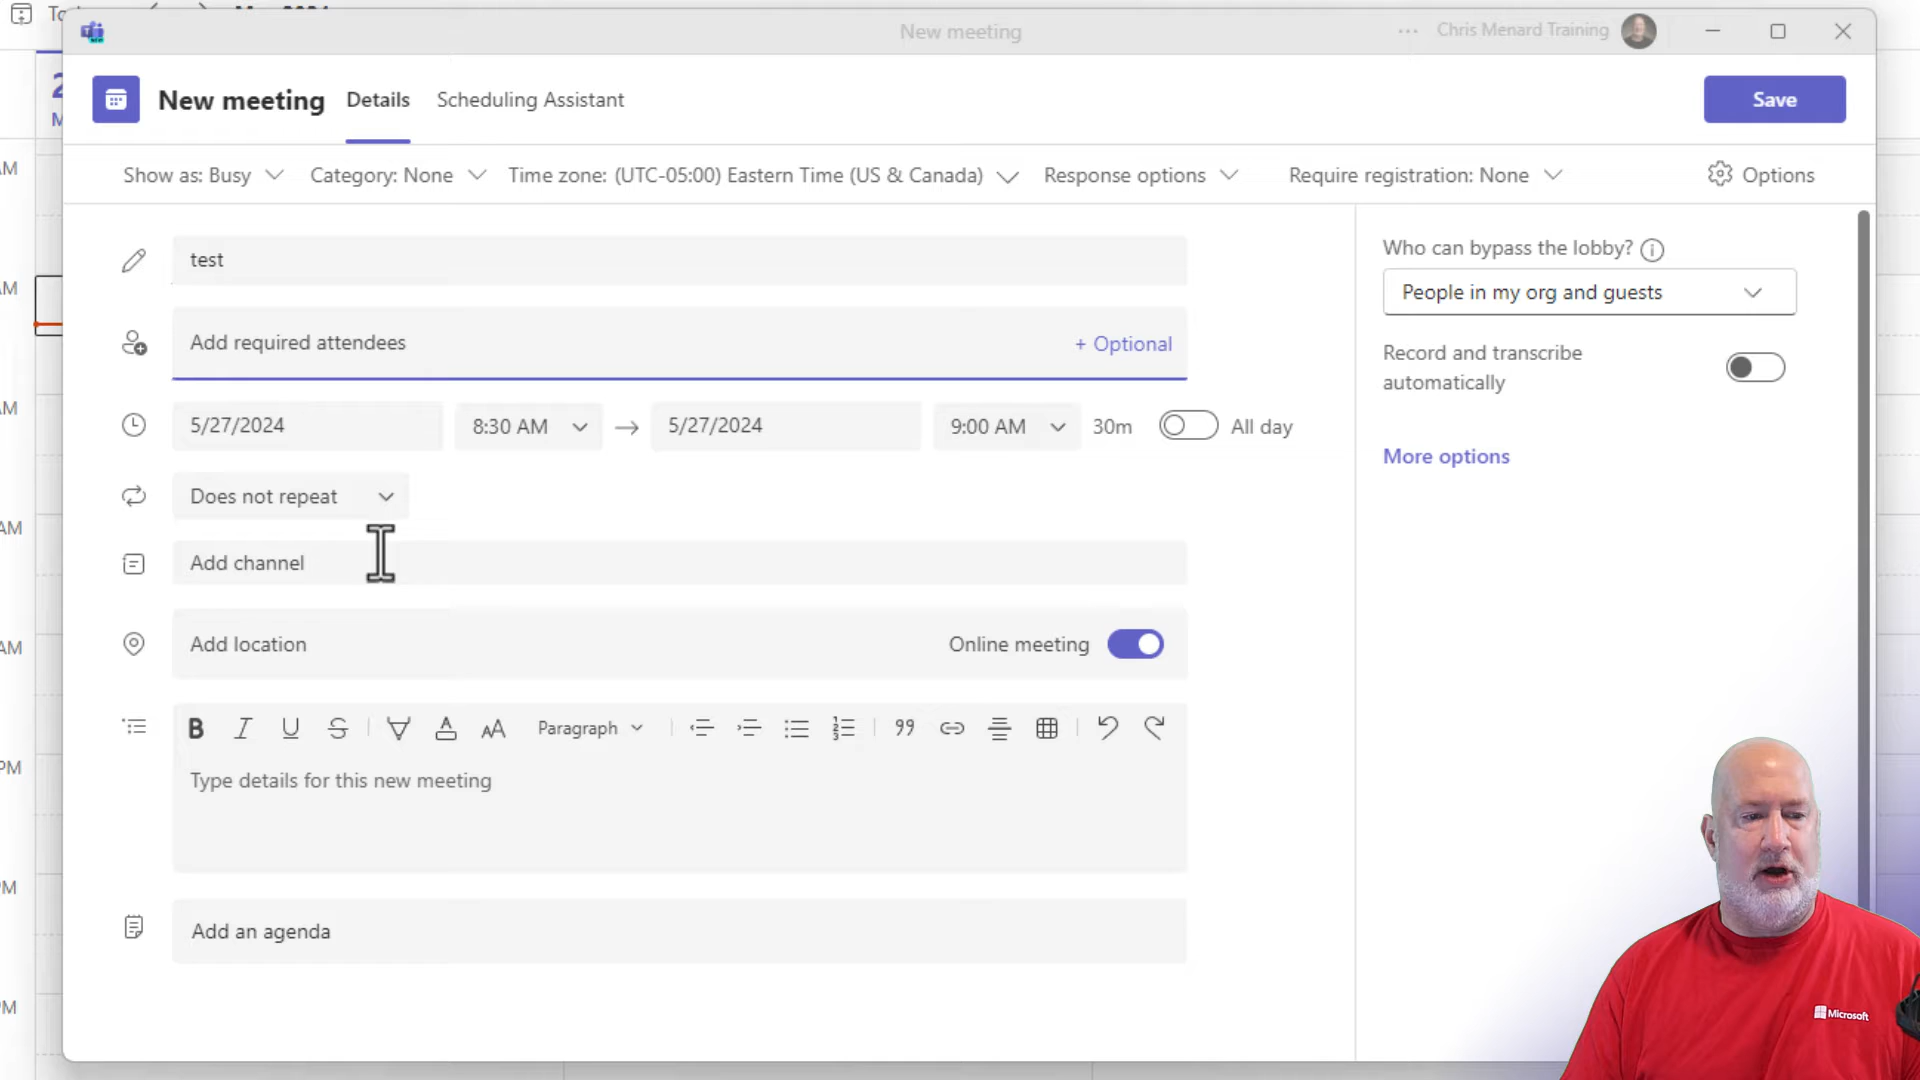 New meeting
Chris Menard Training
New meeting
Details
Scheduling Assistant
Save
Show as: Busy
Category: None
Time zone: (UTC-05:00) Eastern Time (US & Canada)
Response options
Require registration: None
Options
test
Add required attendees
+ Optional
5/27/2024
8:30 AM
5/27/2024
9:00 AM
30m
All day
Does not repeat
Add channel
Add location
Online meeting
B I U S
Paragraph
Type details for this new meeting
Add an agenda
Who can bypass the lobby?
People in my org and guests
Record and transcribe
automatically
More options
Microsoft